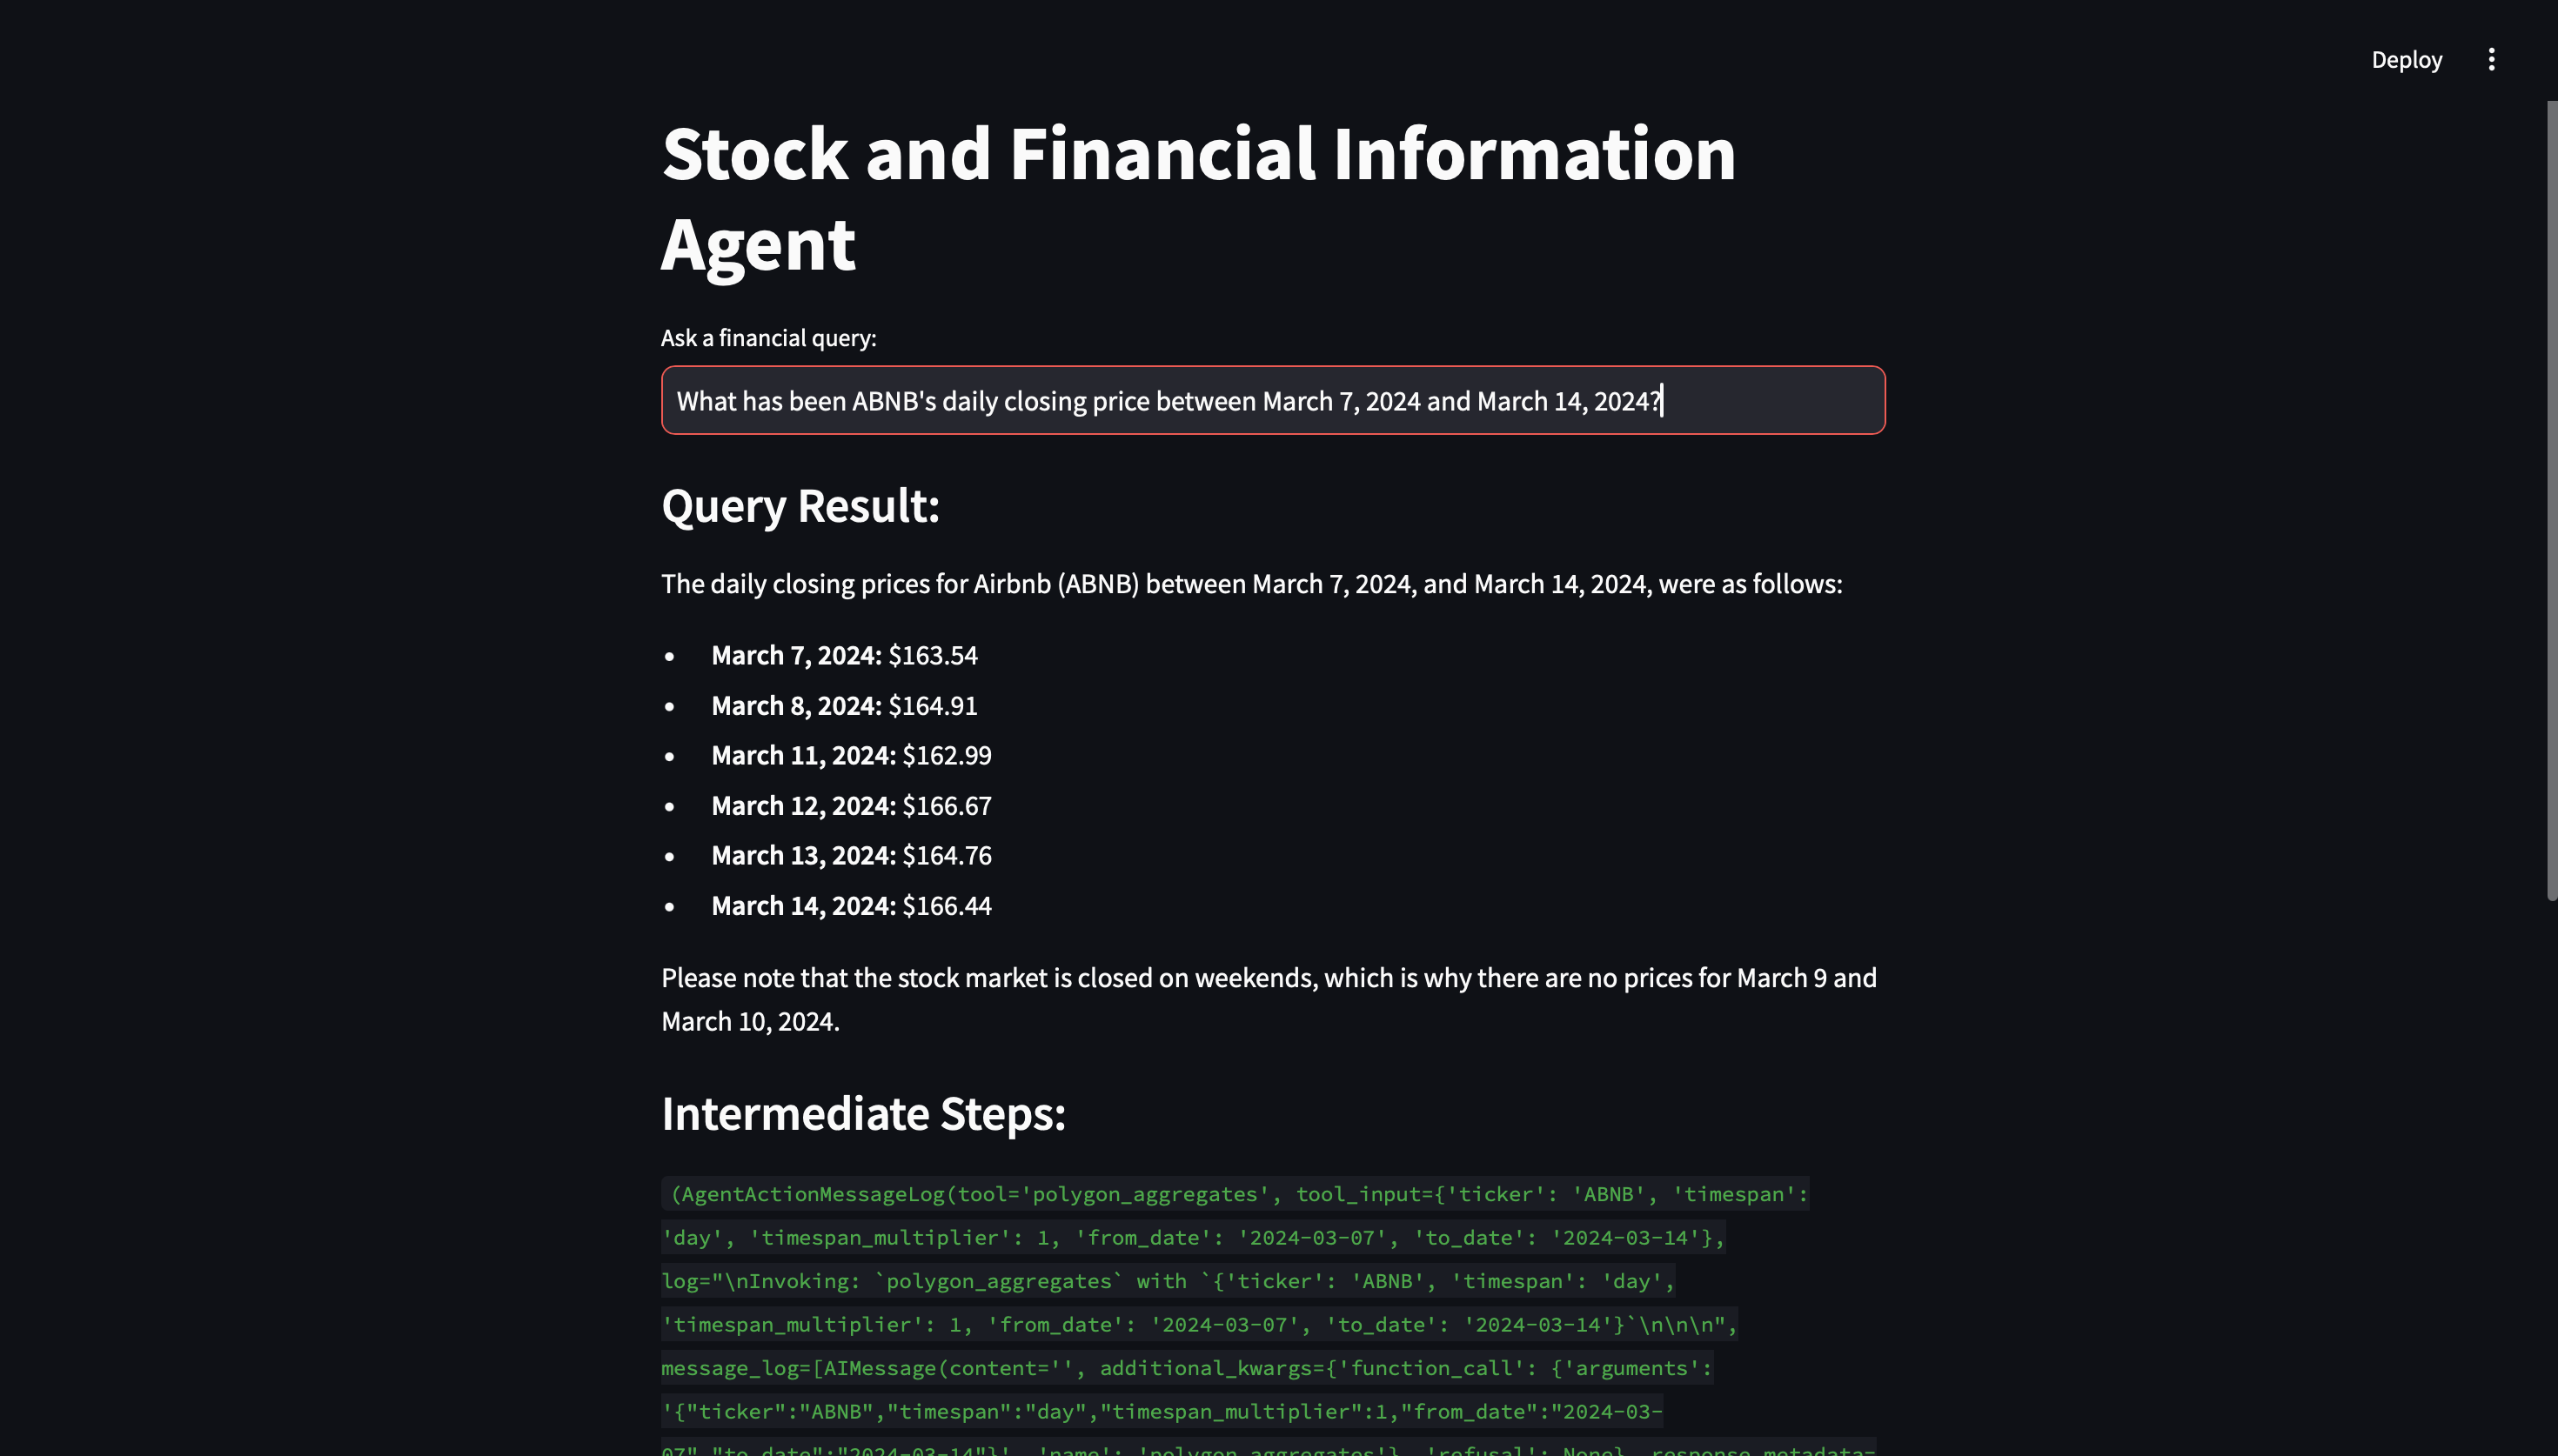 Deploy
Stock and Financial Information
Agent
Ask a financial query:
What has been ABNB's daily closing price between March 7, 2024 and March 14, 2024?
Query Result:
The daily closing prices for Airbnb (ABNB) between March 7, 2024, and March 14, 2024, were as follows:
• March 7, 2024: $163.54
• March 8, 2024: $164.91
• March 11, 2024: $162.99
• March 12, 2024: $166.67
• March 13, 2024: $164.76
• March 14, 2024: $166.44
Please note that the stock market is closed on weekends, which is why there are no prices for March 9 and
March 10, 2024.
Intermediate Steps:
(AgentActionMessageLog(tool='polygon_aggregates', tool_input={'ticker': 'ABNB', 'timespan':
'day', 'timespan_multiplier': 1, 'from_date': '2024-03-07', 'to_date': '2024-03-14'},
log="\nInvoking: `polygon_aggregates` with `{'ticker': 'ABNB', 'timespan': 'day',
'timespan_multiplier': 1, 'from_date': '2024-03-07', 'to_date': '2024-03-14'}`\n\n\n",
message_log=[AIMessage(content='', additional_kwargs={'function_call': {'arguments':
'{"ticker":"ABNB","timespan":"day","timespan_multiplier":1,"from_date":"2024-03-
07","to_date":"2024-03-14"}', 'name': 'polygon_aggregates'}, 'refusal': None}, response_metadata=